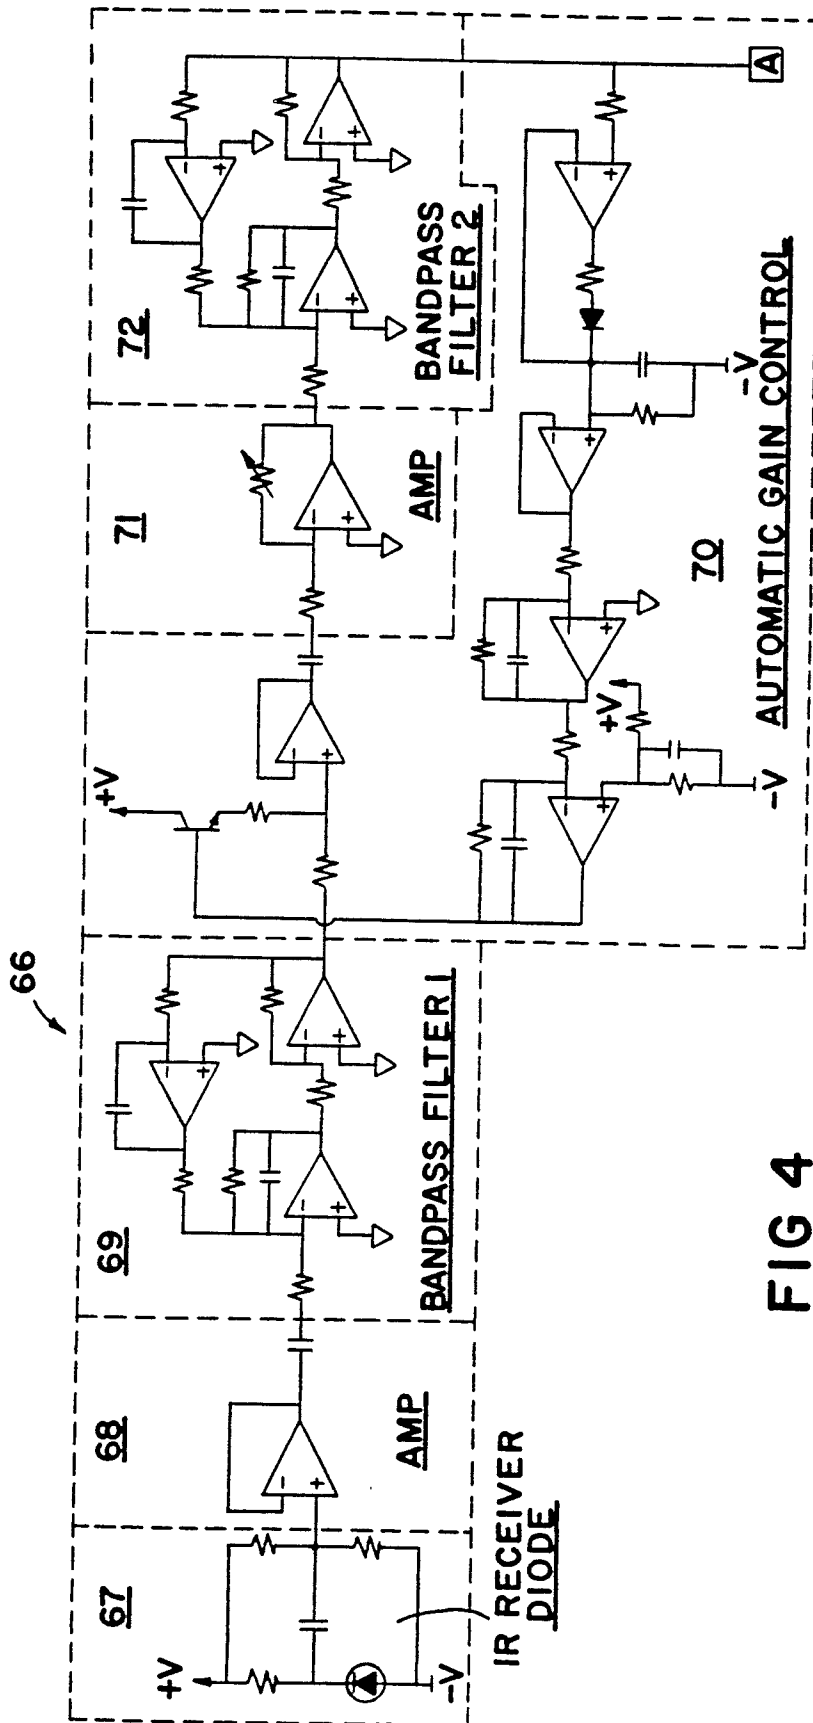 66
67
+V
-V
IR RECEIVER
DIODE
68
AMP
69
BANDPASS FILTER 1
+V
71
AMP
72
BANDPASS
FILTER 2
A
+V
-V
-V
70
AUTOMATIC GAIN CONTROL
FIG 4